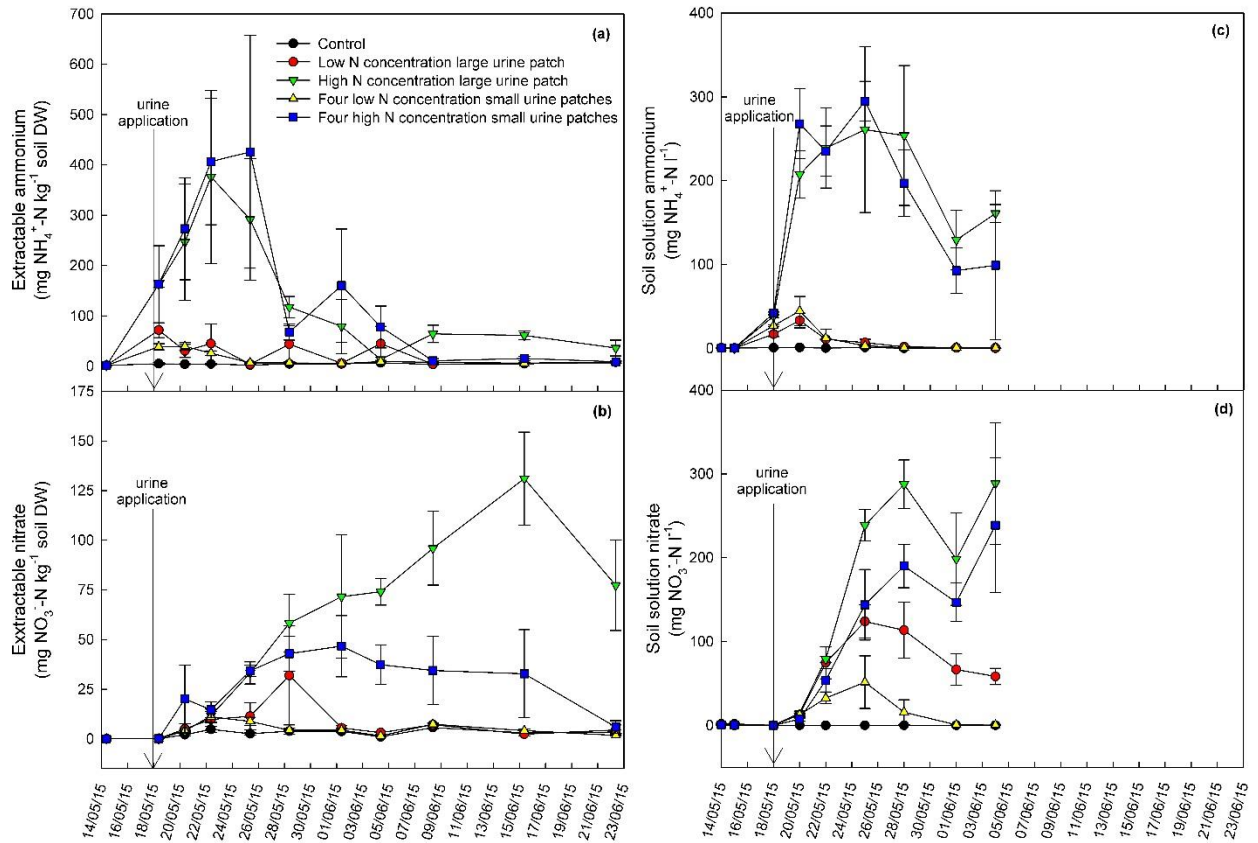 700
600
500
400
300
200
100
0
Extractable ammonium
(mg NH₄⁺-N kg⁻¹ soil DW)
(a)
urine
application
Control
Low N concentration large urine patch
High N concentration large urine patch
Four low N concentration small urine patches
Four high N concentration small urine patches
400
300
200
100
0
Soil solution ammonium
(mg NH₄⁺-N l⁻¹)
(c)
urine
application
175
150
125
100
75
50
25
0
Exxtractable nitrate
(mg NO₃⁻-N kg⁻¹ soil DW)
(b)
urine
application
14/05/15
16/05/15
18/05/15
20/05/15
22/05/15
24/05/15
26/05/15
28/05/15
30/05/15
01/06/15
03/06/15
05/06/15
07/06/15
09/06/15
11/06/15
13/06/15
15/06/15
17/06/15
19/06/15
21/06/15
23/06/15
400
300
200
100
0
Soil solution nitrate
(mg NO₃⁻-N l⁻¹)
(d)
urine
application
14/05/15
16/05/15
18/05/15
20/05/15
22/05/15
24/05/15
26/05/15
28/05/15
30/05/15
01/06/15
03/06/15
05/06/15
07/06/15
09/06/15
11/06/15
13/06/15
15/06/15
17/06/15
19/06/15
21/06/15
23/06/15